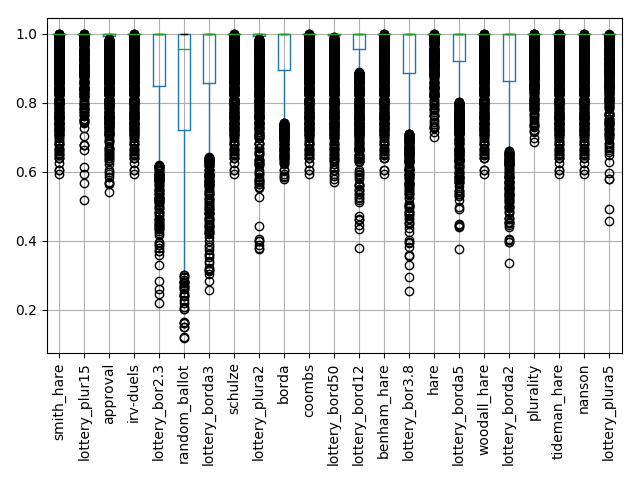 1.0
0.8
0.6
0.4
0.2
smith_hare
lottery_plur15
approval
irv-duels
lottery_bor2.3
random_ballot
lottery_borda3
schulze
lottery_plura2
borda
coombs
lottery_bord50
lottery_bord12
benham_hare
lottery_bor3.8
hare
lottery_borda5
woodall_hare
lottery_borda2
plurality
tideman_hare
nanson
lottery_plura5